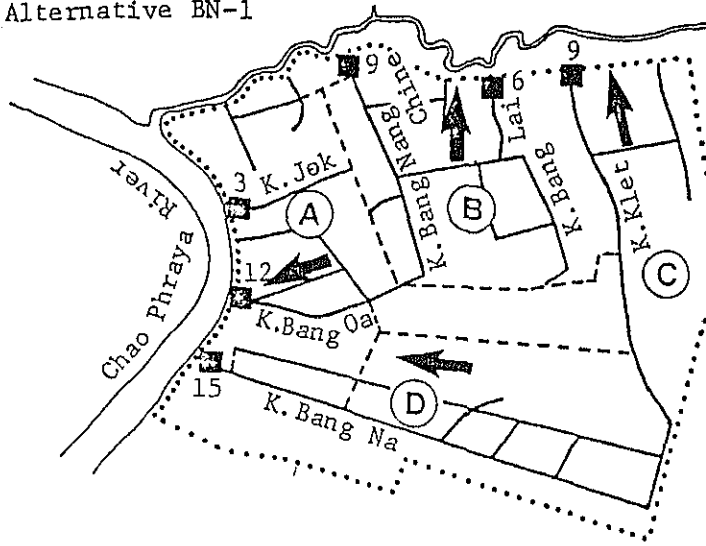 Alternative BN-1
9
6
9
K. Bang Nang Chine
Lai
K. Bang
K. Klet
K. Jek
3
A
B
C
River
Chao Phraya
12
K.Bang Oa
15
D
K. Bang Na